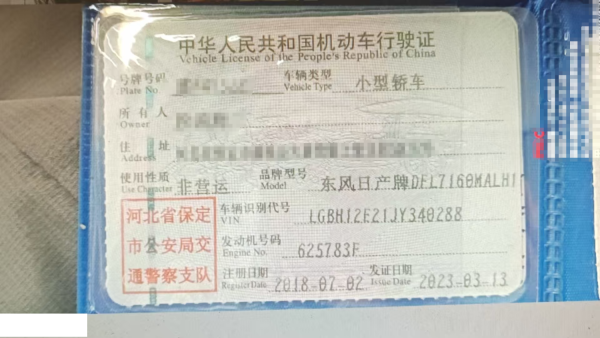 中华人民共和国机动车行驶证
Vehicle License of the People's Republic of China
号牌号码 车辆类型 小型轿车
Plate No. Vehicle Type
所有人
Owner
住址
Address
使用性质 非营运 品牌型号 东风日产牌DFL7160MALH1
Use Character Model
河北省保定 车辆识别代号 LGBH12E21JY340288
VIN
市公安局交 发动机号码 625783F
Engine No.
通警察支队 注册日期 2018-07-02 发证日期 2023-03-13
Register Date Issue Date